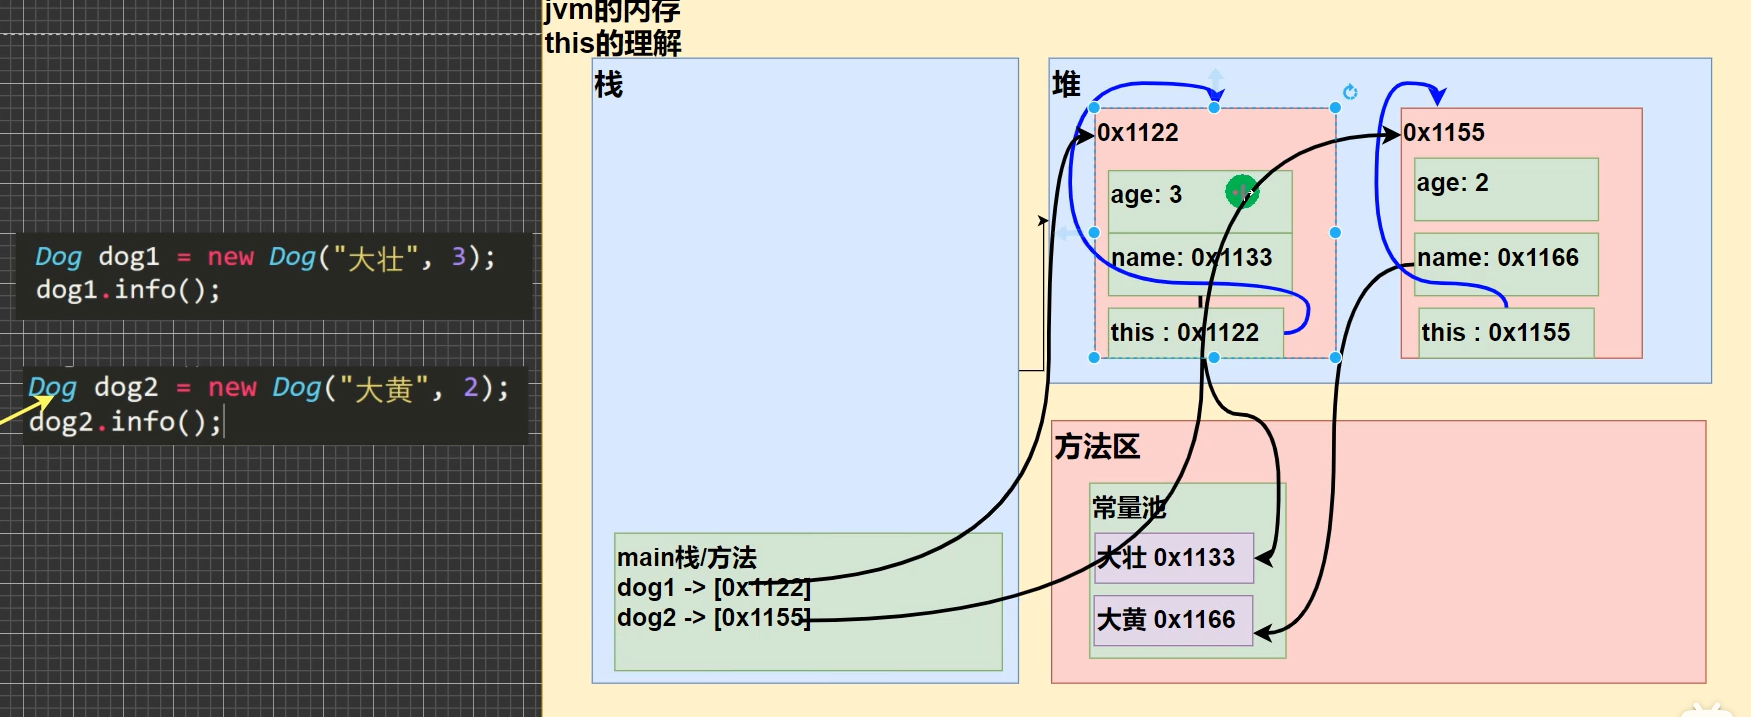 jvm的内存
this的理解
Dog dog1 = new Dog("大壮", 3);
dog1.info();
Dog dog2 = new Dog("大黄", 2);
dog2.info();
栈
main栈/方法
dog1 -> [0x1122]
dog2 -> [0x1155]
堆
0x1122
age: 3
name: 0x1133
this : 0x1122
0x1155
age: 2
name: 0x1166
this : 0x1155
方法区
常量池
大壮 0x1133
大黄 0x1166